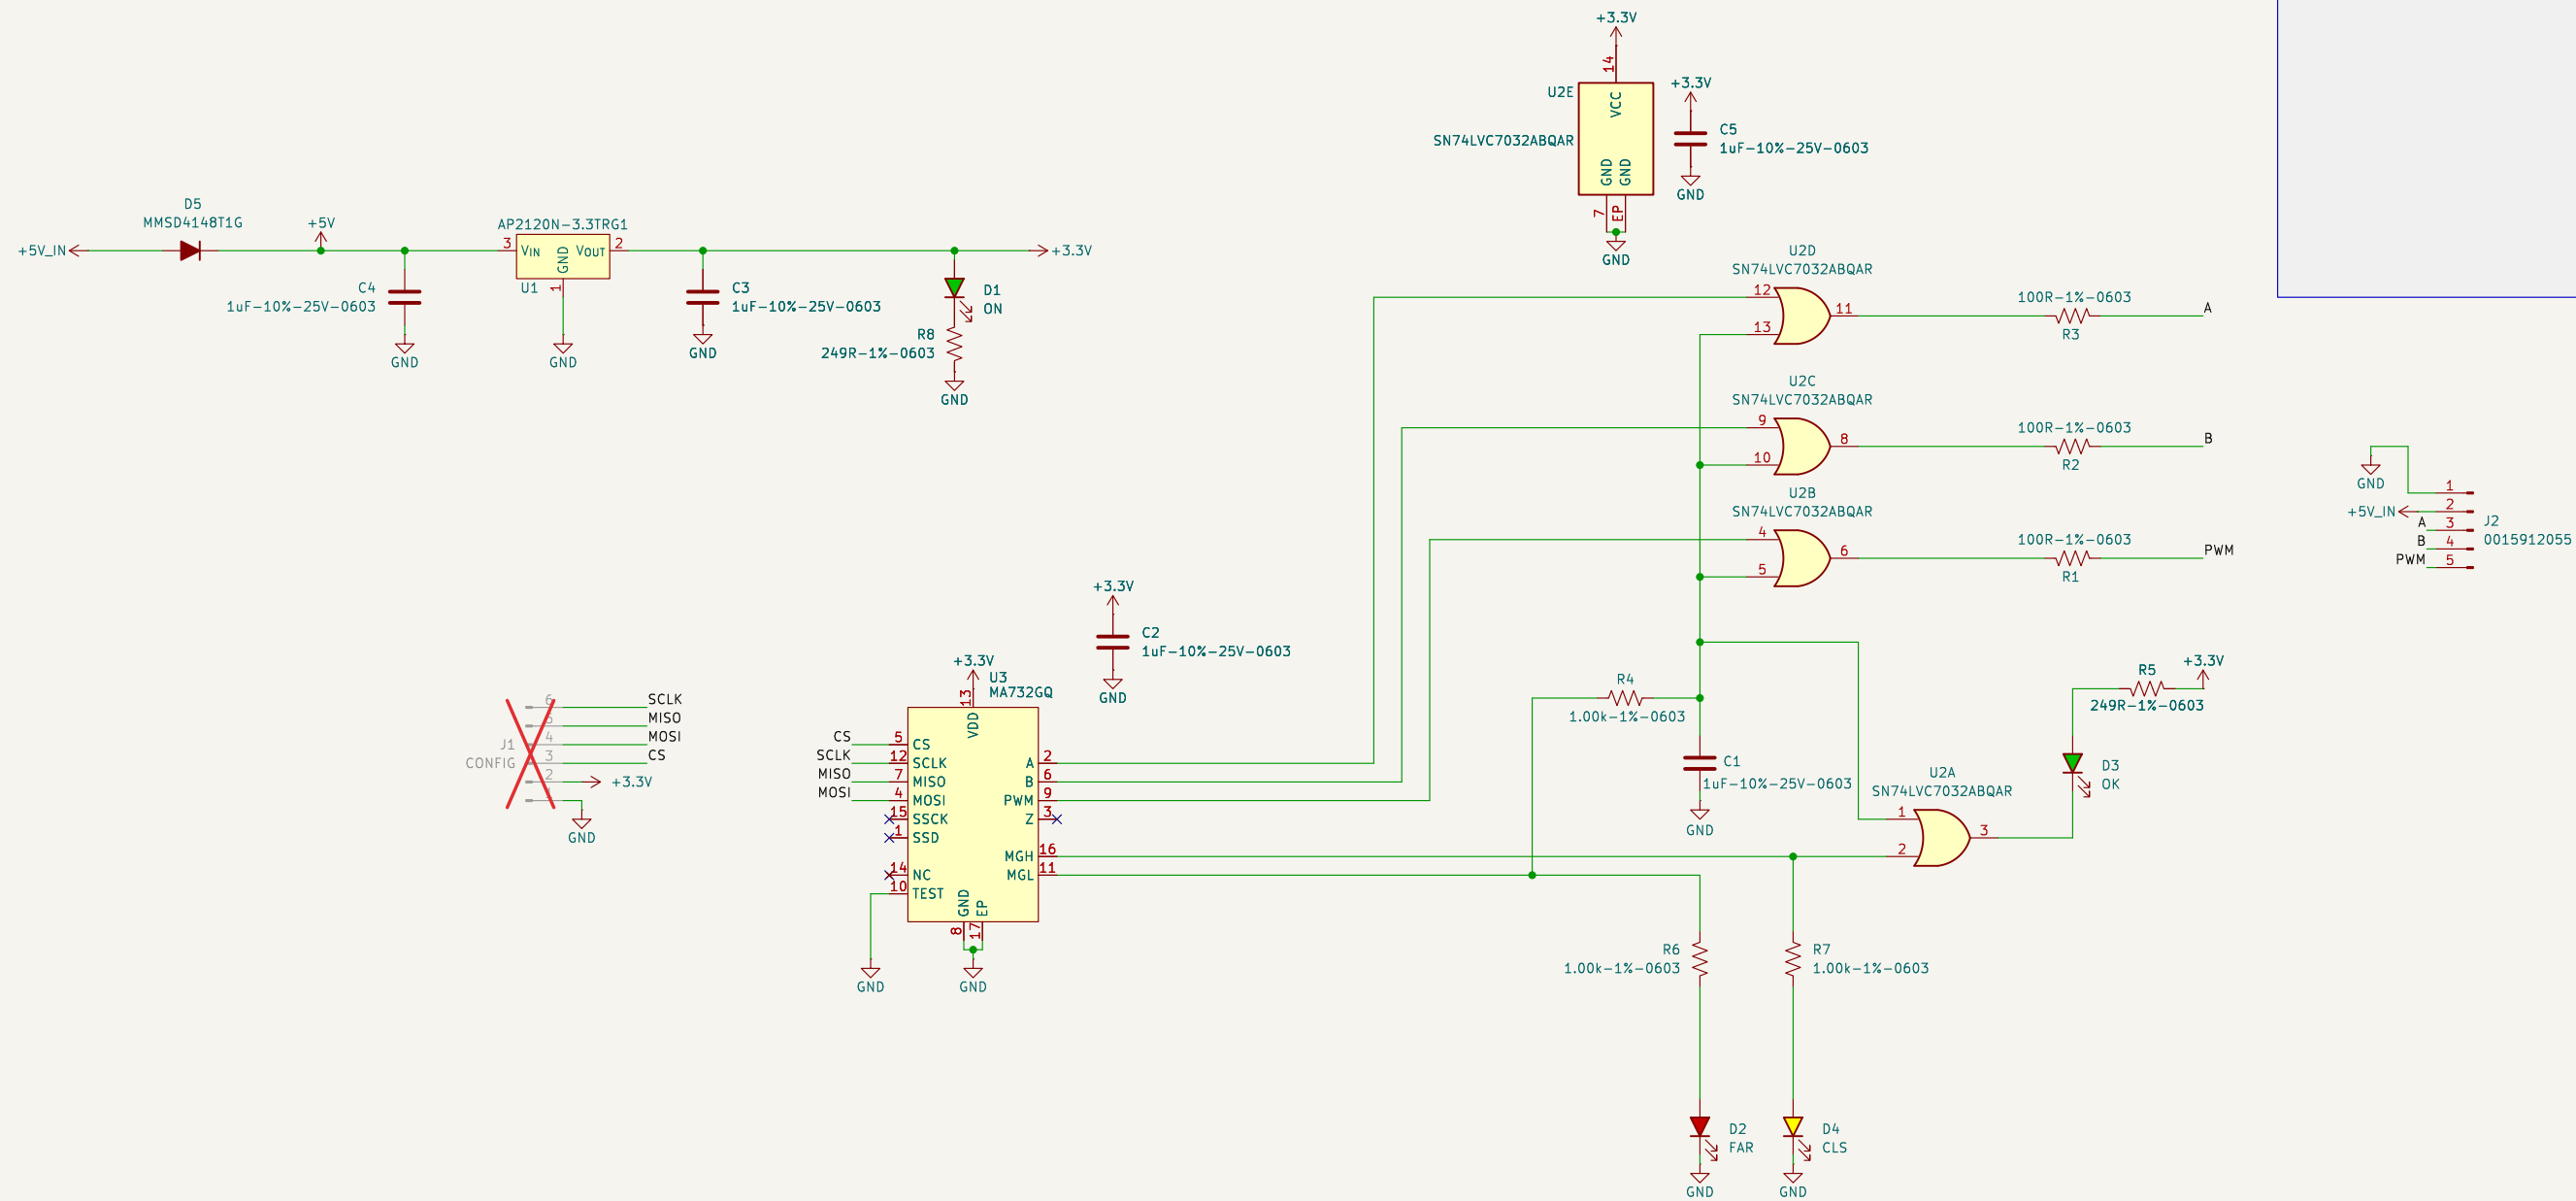 +3.3V
14
VCC
U2E
SN74LVC7032ABQAR
GND
GND
7
EP
GND
+3.3V
C5
1uF-10%-25V-0603
GND
D5
MMSD4148T1G
+5V_IN
+5V
C4
1uF-10%-25V-0603
GND
AP2120N-3.3TRG1
3
VIN
GND
VOUT
2
U1
1
GND
C3
1uF-10%-25V-0603
GND
+3.3V
D1
ON
R8
249R-1%-0603
GND
U2D
SN74LVC7032ABQAR
12
13
11
100R-1%-0603
R3
A
U2C
SN74LVC7032ABQAR
9
10
8
100R-1%-0603
R2
B
U2B
SN74LVC7032ABQAR
4
5
6
100R-1%-0603
R1
PWM
GND
+5V_IN
A
B
PWM
1
2
3
4
5
J2
0015912055
+3.3V
C2
1uF-10%-25V-0603
GND
J1
CONFIG
6
4
3
2
SCLK
MISO
MOSI
CS
+3.3V
GND
+3.3V
U3
MA732GQ
13
VDD
CS
5
CS
SCLK
12
SCLK
MISO
7
MISO
MOSI
4
MOSI
15
SSCK
1
SSD
14
NC
10
TEST
A
2
B
6
PWM
9
Z
3
MGH
16
MGL
11
GND
EP
8
17
GND
GND
R4
1.00k-1%-0603
C1
1uF-10%-25V-0603
GND
U2A
SN74LVC7032ABQAR
1
2
3
R5
249R-1%-0603
+3.3V
D3
OK
R6
1.00k-1%-0603
R7
1.00k-1%-0603
D2
FAR
GND
D4
CLS
GND